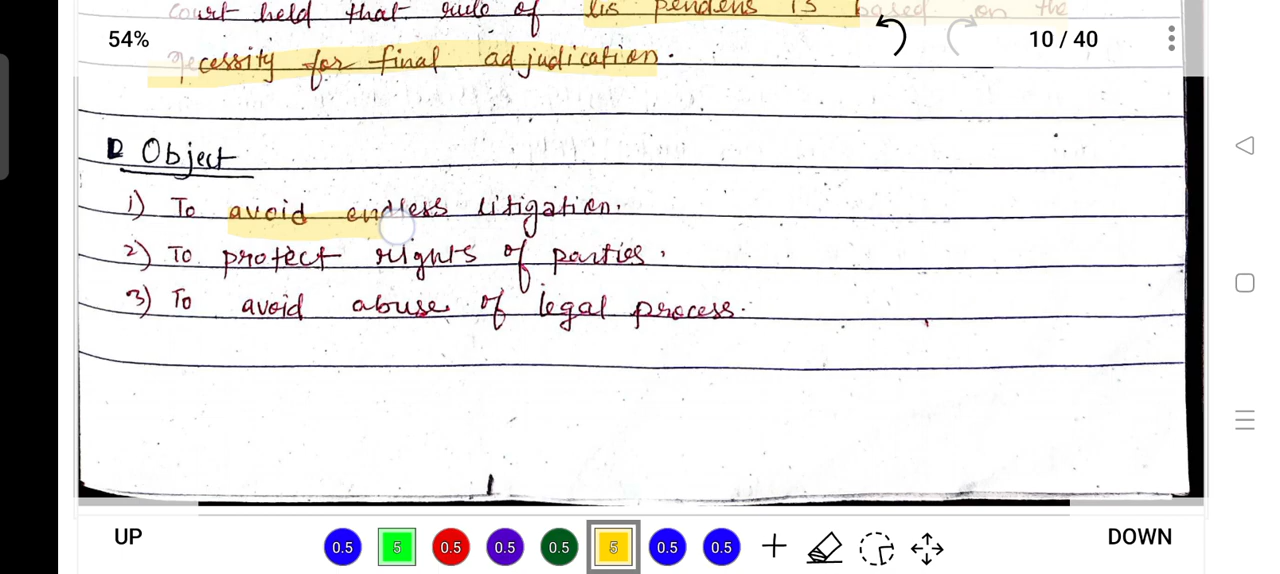 court held that rule of lis pendens is based on the
54%
10 / 40
necessity for final adjudication.
D Object
1) To avoid endless litigation.
2) To protect rights of parties.
3) To avoid abuse of legal process.
UP
0.5 5 0.5 0.5 0.5 5 0.5 0.5
DOWN